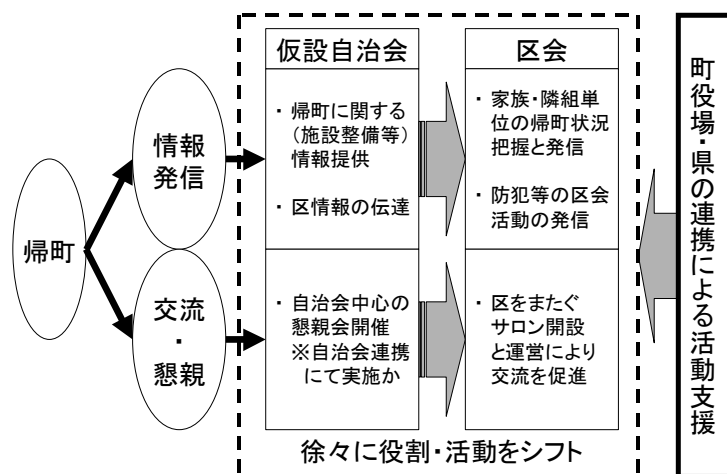 帰町
情報
発信
交流
・
懇親
仮設自治会
・ 帰町に関する
（施設整備等）
情報提供
・ 区情報の伝達
・ 自治会中心の
懇親会開催
※自治会連携
にて実施か
区会
・ 家族・隣組単
位の帰町状況
把握と発信
・ 防犯等の区会
活動の発信
・ 区をまたぐ
サロン開設
と運営により
交流を促進
徐々に役割・活動をシフト
町役場・県の連携による活動支援